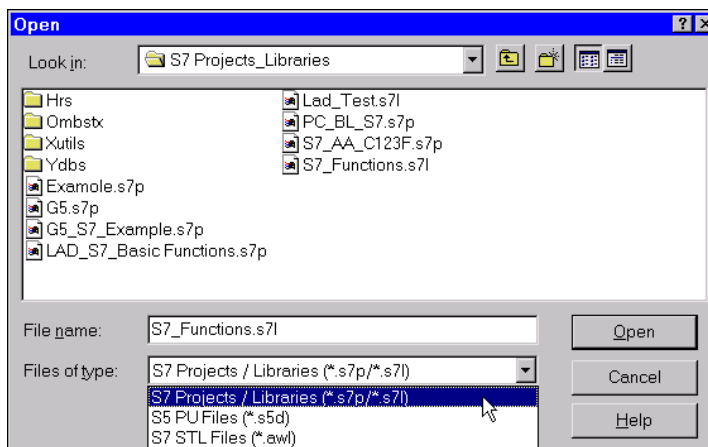 Open
Look in: S7 Projects_Libraries
Hrs
Ombstx
Xutils
Ydbs
Examole.s7p
G5.s7p
G5_S7_Example.s7p
LAD_S7_Basic Functions.s7p
Lad_Test.s7l
PC_BL_S7.s7p
S7_AA_C123F.s7p
S7_Functions.s7l
File name: S7_Functions.s7l Open
Files of type: S7 Projects / Libraries (*.s7p/*.s7l) Cancel
S7 Projects / Libraries (*.s7p/*.s7l)
S5 PU Files (*.s5d) Help
S7 STL Files (*.awl)